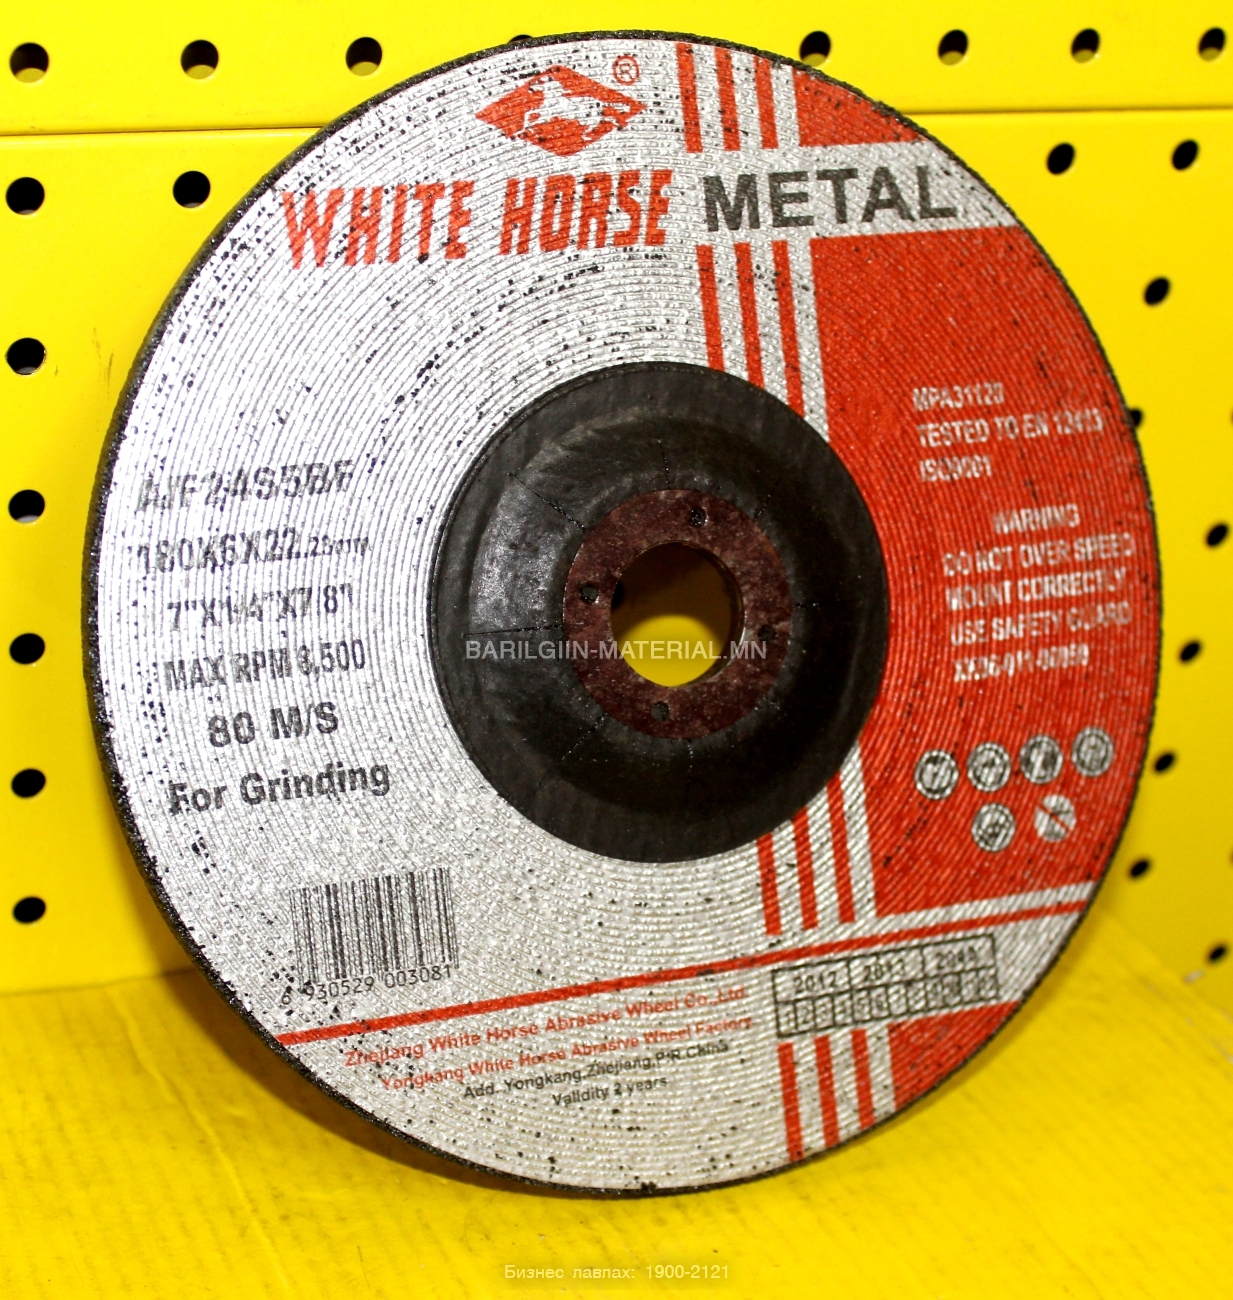 ®
WHITE HORSE METAL
A/F24S5BF
180X6X22.23mm
7"X1/4"X7/8"
MAX RPM 8,500
80 M/S
For Grinding
6 930529 003081
MPA31120
TESTED TO EN 12413
ISO9001
WARNING
DO NOT OVER SPEED
MOUNT CORRECTLY
USE SAFETY GUARD
BARILGIIN-MATERIAL.MN
2012 2013
Zhejiang White Horse Abrasive Wheel Co.,Ltd.
Yongkang White Horse Abrasive Wheel Factory
Add. Yongkang,Zhejiang,P.R.China
Validity 2 years
Бизнес лавлах: 1900-2121